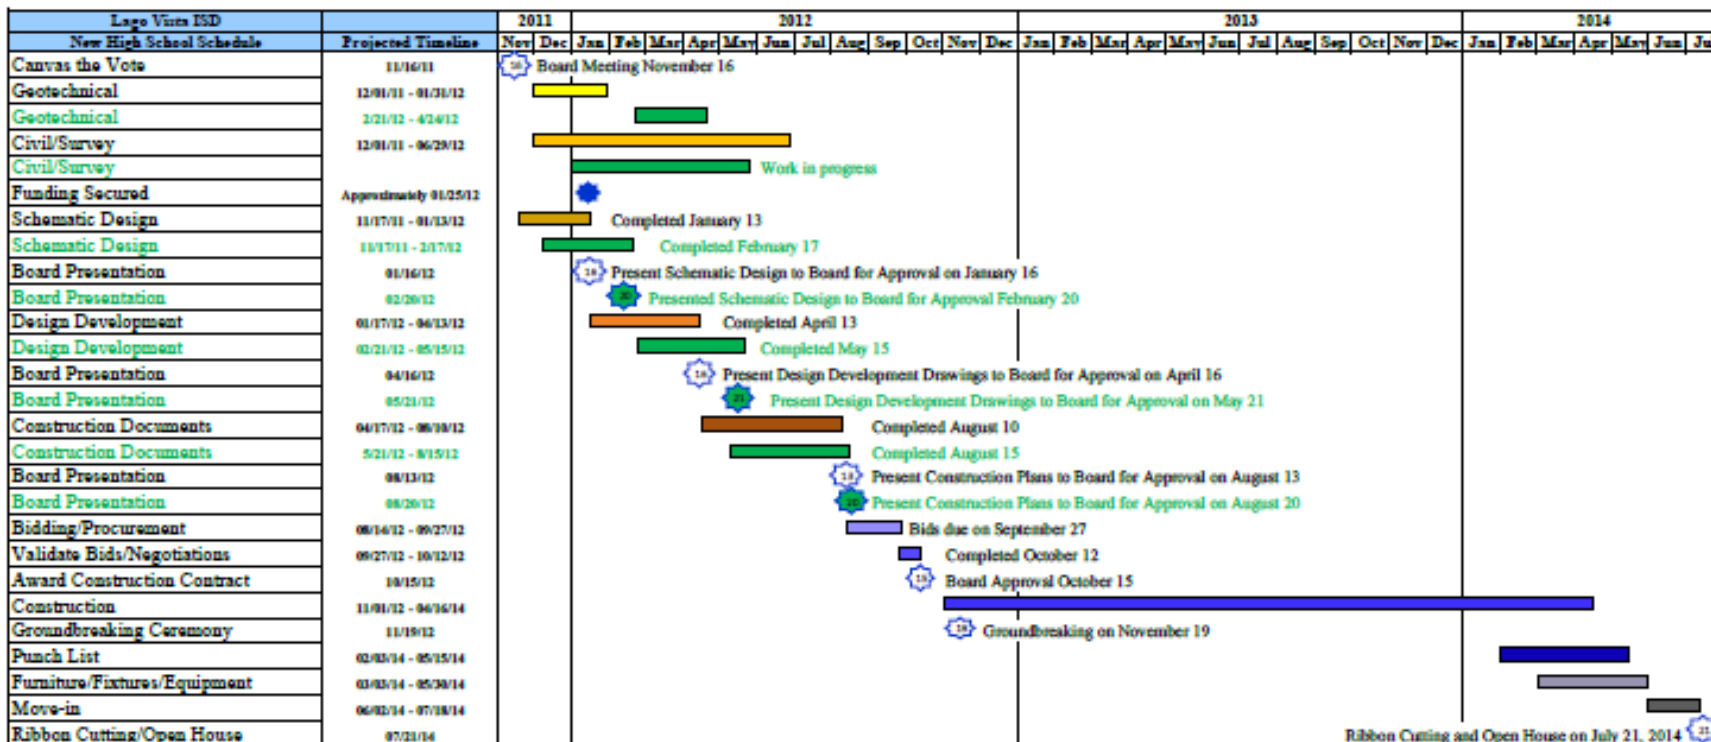 Lago Vista ISD 2011 2012 2013 2014
New High School Schedule Projected Timeline Nov Dec Jan Feb Mar Apr May Jun Jul Aug Sep Oct Nov Dec Jan Feb Mar Apr May Jun Jul Aug Sep Oct Nov Dec Jan Feb Mar Apr May Jun Ju
Canvas the Vote 11/16/11 16 Board Meeting November 16
Geotechnical 12/01/11 - 01/31/12
Geotechnical 2/21/12 - 4/24/12
Civil/Survey 12/01/11 - 06/29/12
Civil/Survey Work in progress
Funding Secured Approximately 01/25/12
Schematic Design 11/17/11 - 01/13/12 Completed January 13
Schematic Design 11/17/11 - 2/17/12 Completed February 17
Board Presentation 01/16/12 16 Present Schematic Design to Board for Approval on January 16
Board Presentation 02/20/12 20 Presented Schematic Design to Board for Approval February 20
Design Development 01/17/12 - 04/13/12 Completed April 13
Design Development 02/21/12 - 05/15/12 Completed May 15
Board Presentation 04/16/12 16 Present Design Development Drawings to Board for Approval on April 16
Board Presentation 05/21/12 21 Present Design Development Drawings to Board for Approval on May 21
Construction Documents 04/17/12 - 08/10/12 Completed August 10
Construction Documents 5/21/12 - 8/15/12 Completed August 15
Board Presentation 08/13/12 13 Present Construction Plans to Board for Approval on August 13
Board Presentation 08/20/12 20 Present Construction Plans to Board for Approval on August 20
Bidding/Procurement 08/14/12 - 09/27/12 Bids due on September 27
Validate Bids/Negotiations 09/27/12 - 10/12/12 Completed October 12
Award Construction Contract 10/15/12 15 Board Approval October 15
Construction 11/01/12 - 04/16/14
Groundbreaking Ceremony 11/19/12 Groundbreaking on November 19
Punch List 02/03/14 - 05/15/14
Furniture/Fixtures/Equipment 03/03/14 - 05/30/14
Move-in 06/02/14 - 07/18/14
Ribbon Cutting/Open House 07/21/14 Ribbon Cutting and Open House on July 21, 2014 21